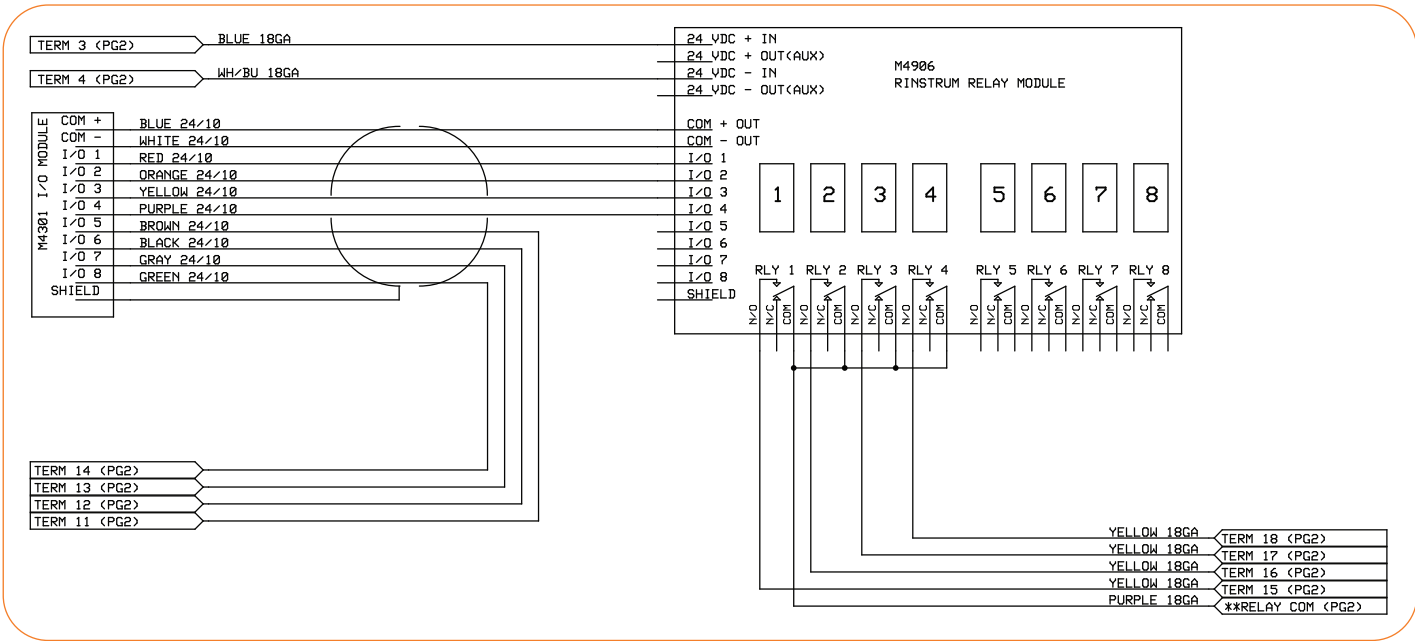 TERM 3 (PG2)
BLUE 18GA
TERM 4 (PG2)
WH/BU 18GA
M4301 I/O MODULE
COM +
BLUE 24/10
COM -
WHITE 24/10
I/O 1
RED 24/10
I/O 2
ORANGE 24/10
I/O 3
YELLOW 24/10
I/O 4
PURPLE 24/10
I/O 5
BROWN 24/10
I/O 6
BLACK 24/10
I/O 7
GRAY 24/10
I/O 8
GREEN 24/10
SHIELD
24 VDC + IN
24 VDC + OUT(AUX)
24 VDC - IN
24 VDC - OUT(AUX)
M4906
RINSTRUM RELAY MODULE
COM + OUT
COM - OUT
I/O 1
I/O 2
I/O 3
I/O 4
I/O 5
I/O 6
I/O 7
I/O 8
SHIELD
1 2 3 4 5 6 7 8
RLY 1 RLY 2 RLY 3 RLY 4 RLY 5 RLY 6 RLY 7 RLY 8
N/O N/C COM N/O N/C COM N/O N/C COM N/O N/C COM N/O N/C COM N/O N/C COM N/O N/C COM N/O N/C COM
TERM 14 (PG2)
TERM 13 (PG2)
TERM 12 (PG2)
TERM 11 (PG2)
YELLOW 18GA TERM 18 (PG2)
YELLOW 18GA TERM 17 (PG2)
YELLOW 18GA TERM 16 (PG2)
YELLOW 18GA TERM 15 (PG2)
PURPLE 18GA **RELAY COM (PG2)